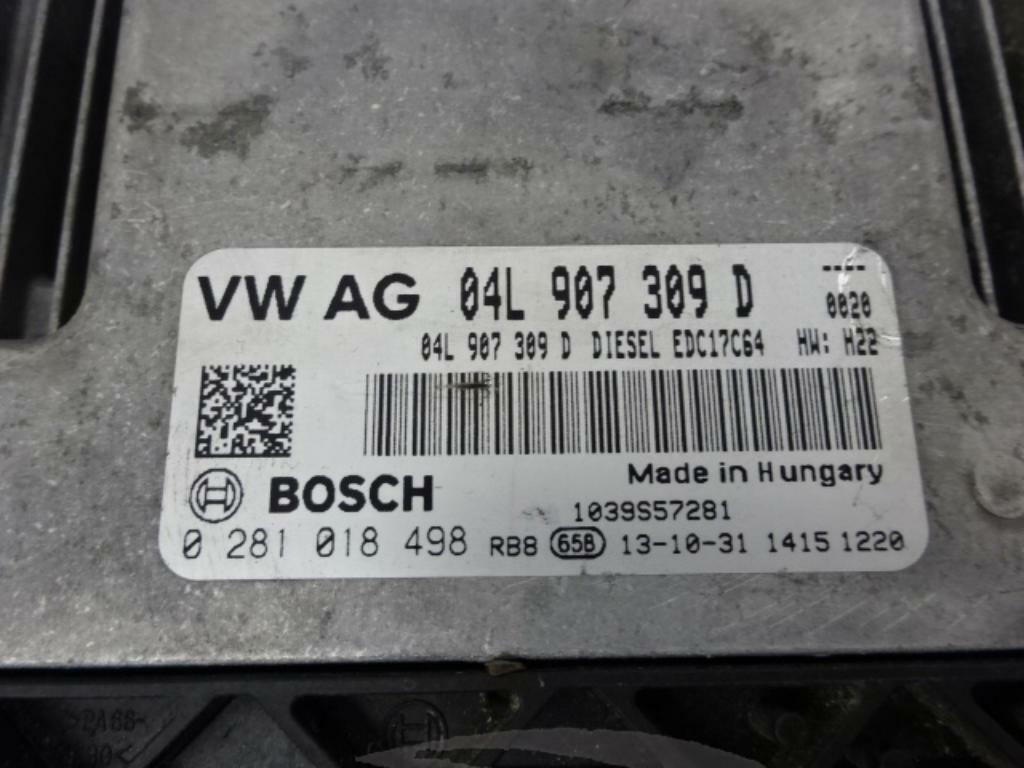 VW AG 04L 907 309 D ----
0020
04L 907 309 D DIESEL EDC17C64 HW: H22
Made in Hungary
BOSCH
1039S57281
0 281 018 498 RB8 65B 13-10-31 1415 1220